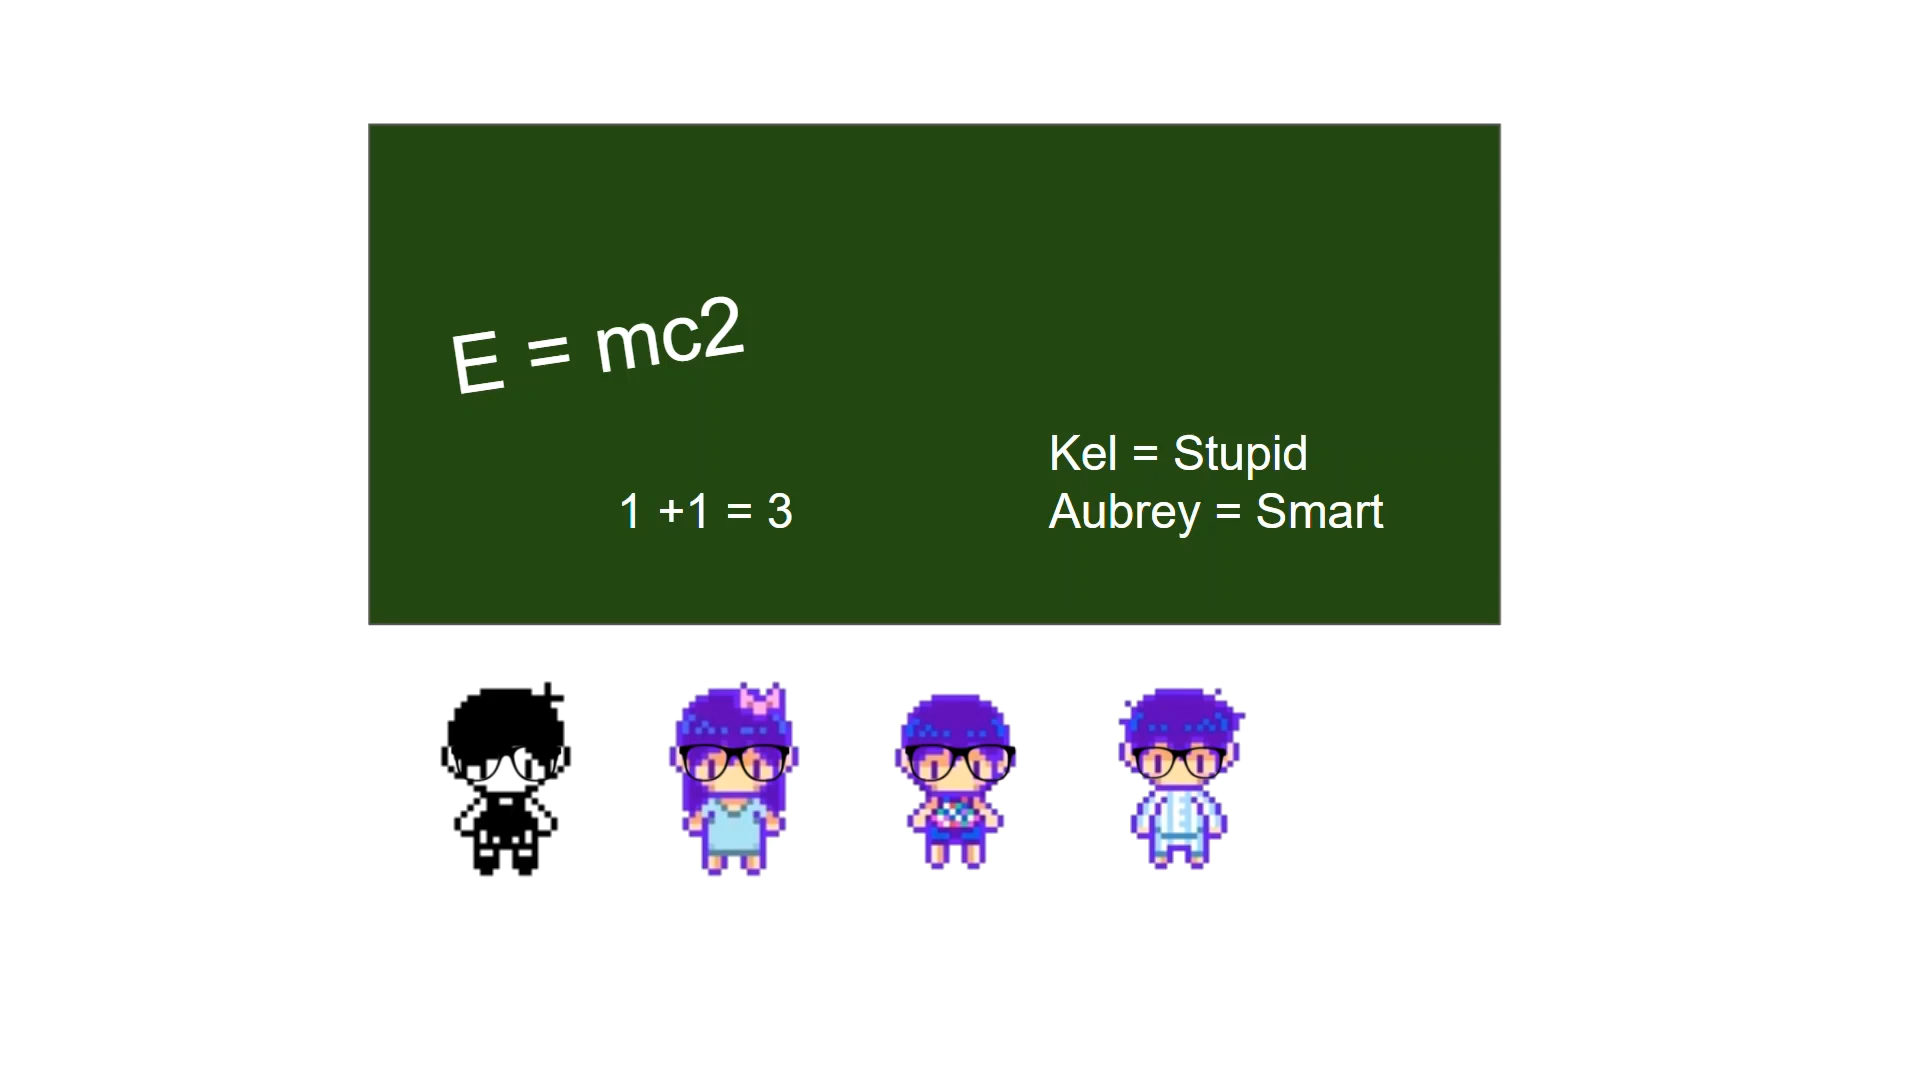 E = mc2
1 +1 = 3
Kel = Stupid
Aubrey = Smart